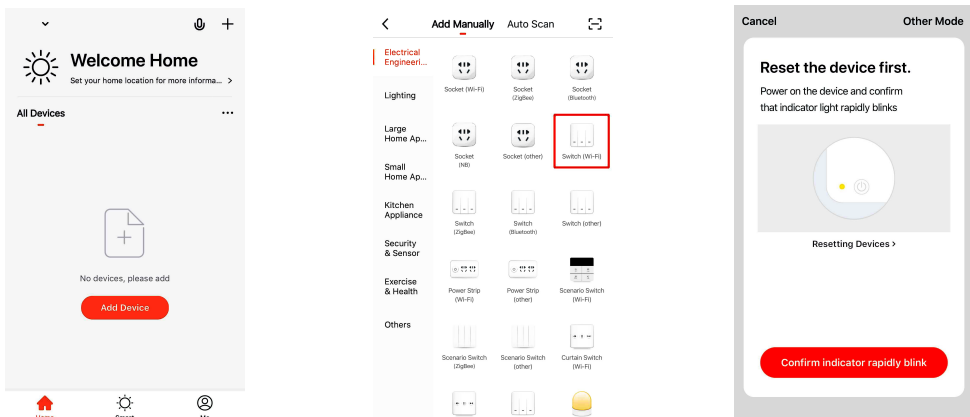 Welcome Home
Set your home location for more informa... >
All Devices
...
No devices, please add
Add Device
Home
Smart
Me
Add Manually
Auto Scan
Electrical
Engineeri...
Lighting
Large
Home Ap...
Small
Home Ap...
Kitchen
Appliance
Security
& Sensor
Exercise
& Health
Others
Socket (Wi-Fi)
Socket
(ZigBee)
Socket
(Bluetooth)
Socket
(NB)
Socket (other)
Switch (Wi-Fi)
Switch
(ZigBee)
Switch
(Bluetooth)
Switch (other)
Power Strip
(Wi-Fi)
Power Strip
(other)
Scenario Switch
(Wi-Fi)
Scenario Switch
(ZigBee)
Scenario Switch
(other)
Curtain Switch
(Wi-Fi)
Cancel
Other Mode
Reset the device first.
Power on the device and confirm
that indicator light rapidly blinks
Resetting Devices >
Confirm indicator rapidly blink